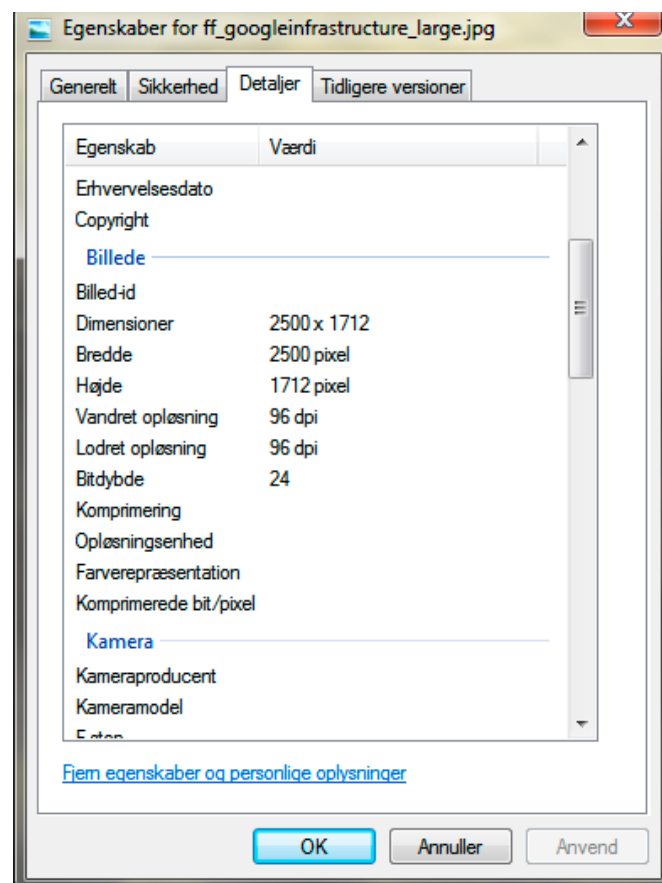 Egenskaber for ff_googleinfrastructure_large.jpg
X
Generelt Sikkerhed Detaljer Tidligere versioner
Egenskab Værdi
Erhvervelsesdato
Copyright
Billede
Billed-id
Dimensioner 2500 x 1712
Bredde 2500 pixel
Højde 1712 pixel
Vandret opløsning 96 dpi
Lodret opløsning 96 dpi
Bitdybde 24
Komprimering
Opløsningsenhed
Farverepræsentation
Komprimerede bit/pixel
Kamera
Kameraproducent
Kameramodel
Fjern egenskaber og personlige oplysninger
OK Annuller Anvend